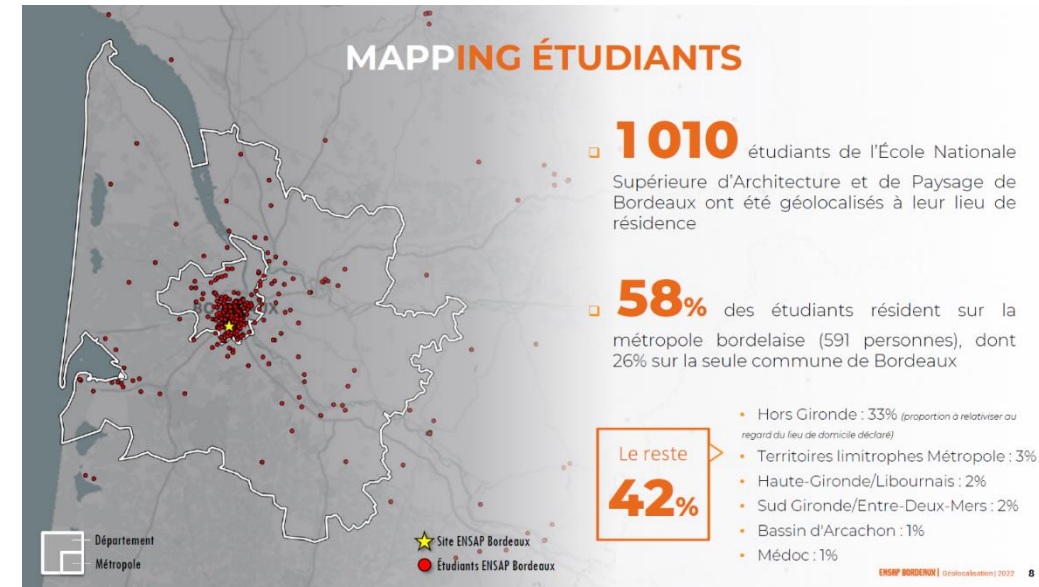 MAPPING ÉTUDIANTS
1 010 étudiants de l'École Nationale
Supérieure d'Architecture et de Paysage de
Bordeaux ont été géolocalisés à leur lieu de
résidence
58% des étudiants résident sur la
métropole bordelaise (591 personnes), dont
26% sur la seule commune de Bordeaux
Le reste
42%
• Hors Gironde : 33% (proportion à relativiser au
regard du lieu de domicile déclaré)
• Territoires limitrophes Métropole : 3%
• Haute-Gironde/Libournais : 2%
• Sud Gironde/Entre-Deux-Mers : 2%
• Bassin d'Arcachon : 1%
• Médoc : 1%
BORDEAUX
Département
Métropole
Site ENSAP Bordeaux
Étudiants ENSAP Bordeaux
ENSAP BORDEAUX | Géolocalisation | 2022 8